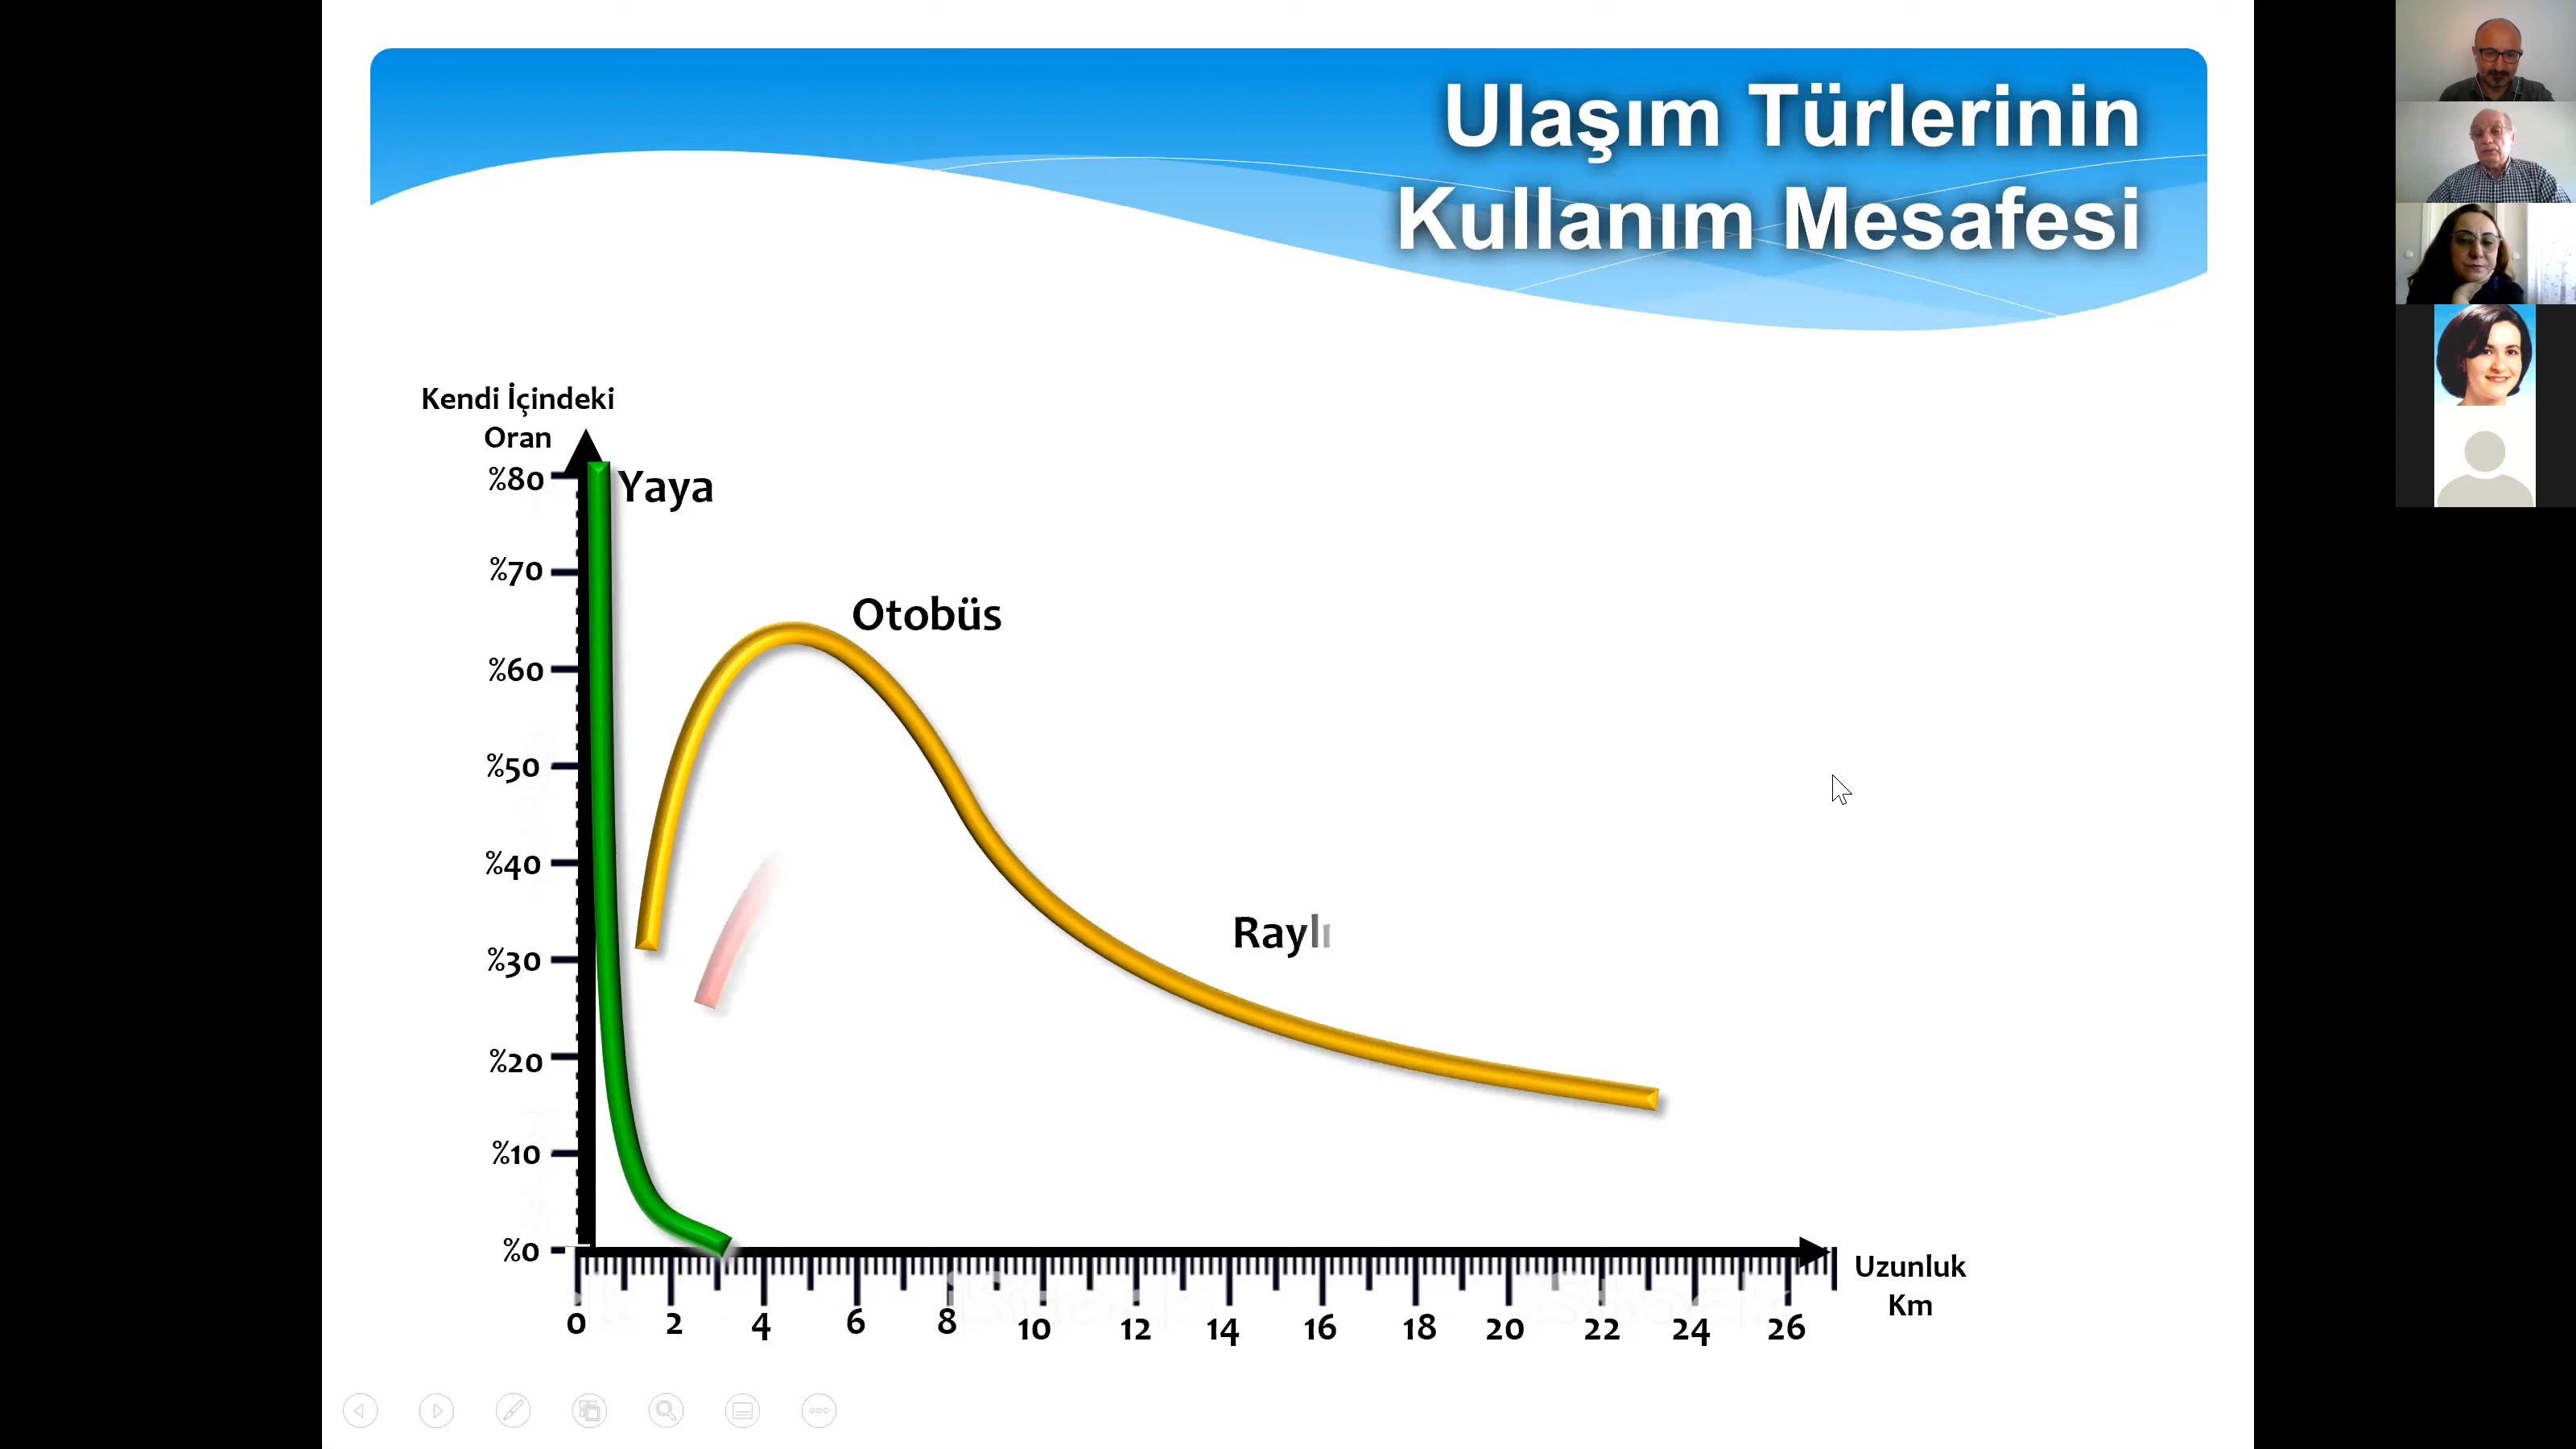 Ulaşım Türlerinin
Kullanım Mesafesi
Kendi İçindeki
Oran
%80
Yaya
%70
Otobüs
%60
%50
%40
Raylı
%30
%20
%10
%0
Uzunluk
Km
0 2 4 6 8 10 12 14 16 18 20 22 24 26